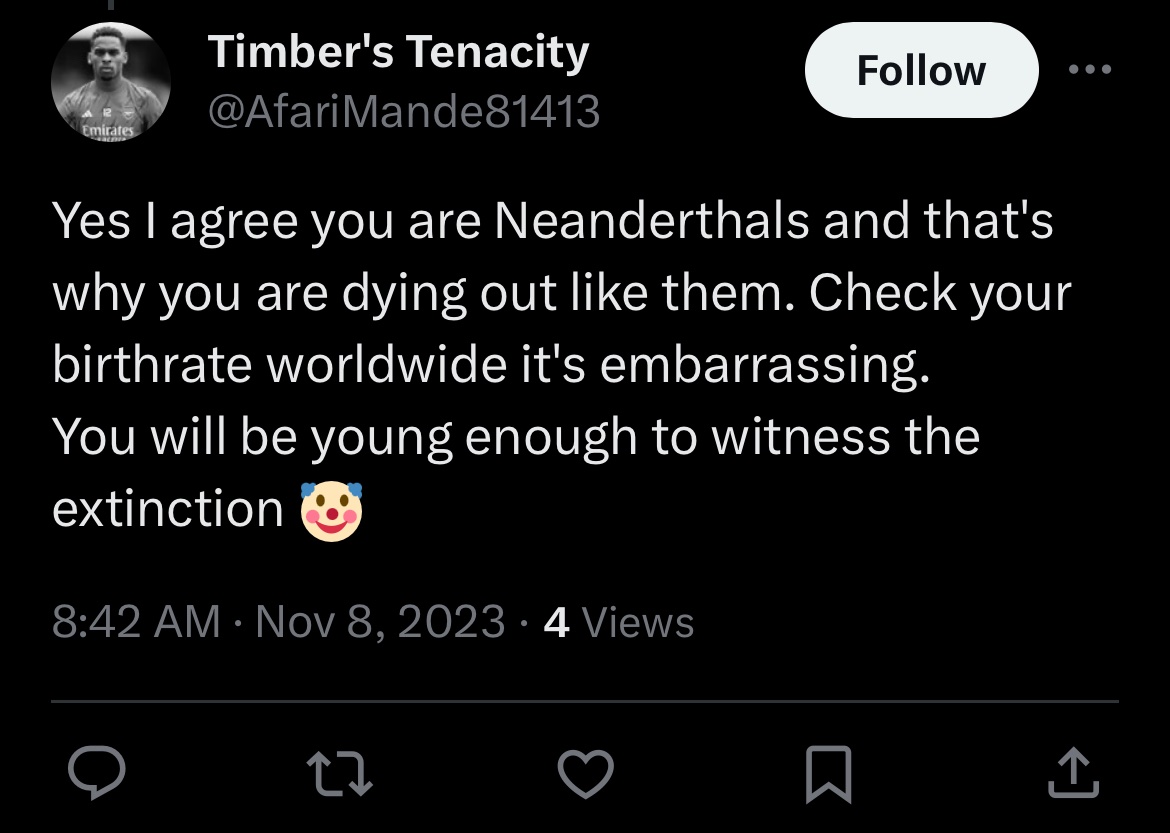 Timber's Tenacity
@AfariMande81413
Follow
Emirates
Yes I agree you are Neanderthals and that's
why you are dying out like them. Check your
birthrate worldwide it's embarrassing.
You will be young enough to witness the
extinction 🤡
8:42 AM · Nov 8, 2023 · 4 Views